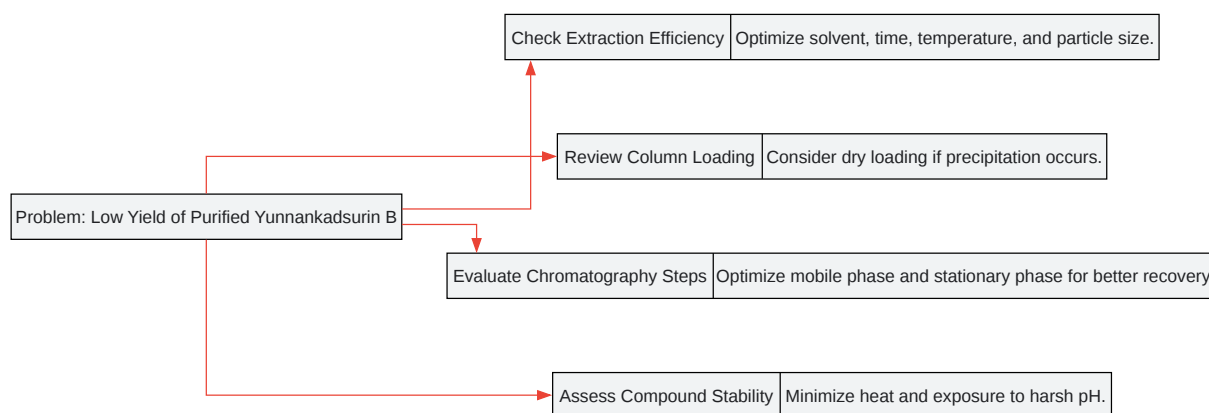 Check Extraction Efficiency Optimize solvent, time, temperature, and particle size.
Review Column Loading Consider dry loading if precipitation occurs.
Problem: Low Yield of Purified Yunnankadsurin B
Evaluate Chromatography Steps Optimize mobile phase and stationary phase for better recovery
Assess Compound Stability Minimize heat and exposure to harsh pH.